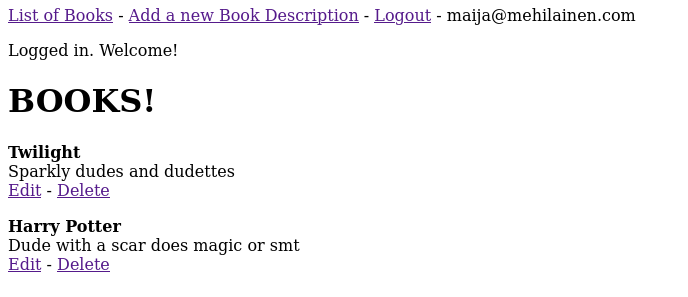 List of Books - Add a new Book Description - Logout - maija@mehilainen.com
Logged in. Welcome!
BOOKS!
Twilight
Sparkly dudes and dudettes
Edit - Delete
Harry Potter
Dude with a scar does magic or smt
Edit - Delete